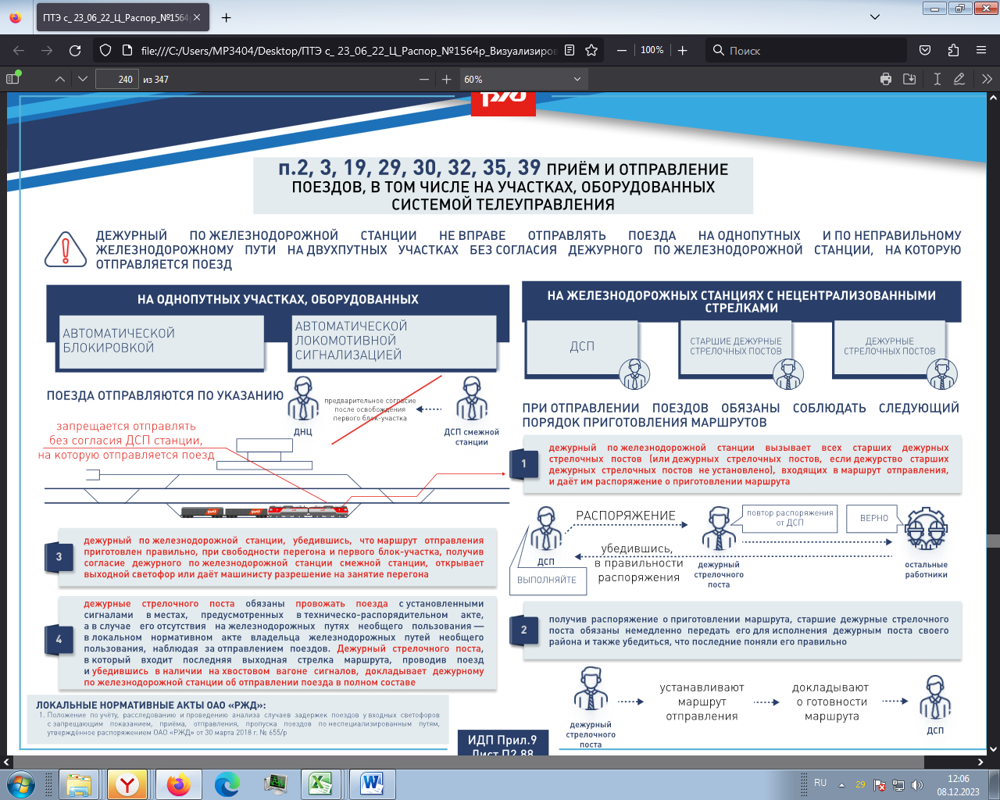 ПТЭ с_ 23_06_22_Ц_Распор_№1564
file:///C:/Users/MP3404/Desktop/ПТЭ с_ 23_06_22_Ц_Распор_№1564р_Визуализиров
100%
Поиск
240 из 347
60%
п.2, 3, 19, 29, 30, 32, 35, 39 ПРИЁМ И ОТПРАВЛЕНИЕ
ПОЕЗДОВ, В ТОМ ЧИСЛЕ НА УЧАСТКАХ, ОБОРУДОВАННЫХ
СИСТЕМОЙ ТЕЛЕУПРАВЛЕНИЯ
ДЕЖУРНЫЙ ПО ЖЕЛЕЗНОДОРОЖНОЙ СТАНЦИИ НЕ ВПРАВЕ ОТПРАВЛЯТЬ ПОЕЗДА НА ОДНОПУТНЫХ И ПО НЕПРАВИЛЬНОМУ
ЖЕЛЕЗНОДОРОЖНОМУ ПУТИ НА ДВУХПУТНЫХ УЧАСТКАХ БЕЗ СОГЛАСИЯ ДЕЖУРНОГО ПО ЖЕЛЕЗНОДОРОЖНОЙ СТАНЦИИ, НА КОТОРУЮ
ОТПРАВЛЯЕТСЯ ПОЕЗД
НА ОДНОПУТНЫХ УЧАСТКАХ, ОБОРУДОВАННЫХ
АВТОМАТИЧЕСКОЙ
БЛОКИРОВКОЙ
АВТОМАТИЧЕСКОЙ
ЛОКОМОТИВНОЙ
СИГНАЛИЗАЦИЕЙ
ПОЕЗДА ОТПРАВЛЯЮТСЯ ПО УКАЗАНИЮ
ДНЦ
предварительное согласие
после освобождения
первого блок-участка
ДСП смежной
станции
запрещается отправлять
без согласия ДСП станции,
на которую отправляется поезд
3
дежурный по железнодорожной станции, убедившись, что маршрут отправления
приготовлен правильно, при свободности перегона и первого блок-участка, получив
согласие дежурного по железнодорожной станции смежной станции, открывает
выходной светофор или даёт машинисту разрешение на занятие перегона
4
дежурные стрелочного поста обязаны провожать поезда с установленными
сигналами в местах, предусмотренных в техническо-распорядительном акте,
а в случае его отсутствия на железнодорожных путях необщего пользования —
в локальном нормативном акте владельца железнодорожных путей необщего
пользования, наблюдая за отправлением поездов. Дежурный стрелочного поста,
в который входит последняя выходная стрелка маршрута, проводив поезд
и убедившись в наличии на хвостовом вагоне сигналов, докладывает дежурному
по железнодорожной станции об отправлении поезда в полном составе
ЛОКАЛЬНЫЕ НОРМАТИВНЫЕ АКТЫ ОАО «РЖД»:
1. Положение по учёту, расследованию и проведению анализа случаев задержек поездов у входных светофоров
с запрещающим показанием, приёма, отправления, пропуска поездов по неспециализированным путям,
утверждённое распоряжением ОАО «РЖД» от 30 марта 2018 г. № 655/р
НА ЖЕЛЕЗНОДОРОЖНЫХ СТАНЦИЯХ С НЕЦЕНТРАЛИЗОВАННЫМИ
СТРЕЛКАМИ
ДСП
СТАРШИЕ ДЕЖУРНЫЕ
СТРЕЛОЧНЫХ ПОСТОВ
ДЕЖУРНЫЕ
СТРЕЛОЧНЫХ ПОСТОВ
ПРИ ОТПРАВЛЕНИИ ПОЕЗДОВ ОБЯЗАНЫ СОБЛЮДАТЬ СЛЕДУЮЩИЙ
ПОРЯДОК ПРИГОТОВЛЕНИЯ МАРШРУТОВ
1
дежурный по железнодорожной станции вызывает всех старших дежурных
стрелочных постов (или дежурных стрелочных постов, если дежурство старших
дежурных стрелочных постов не установлено), входящих в маршрут отправления,
и даёт им распоряжение о приготовлении маршрута
ДСП
ВЫПОЛНЯЙТЕ
РАСПОРЯЖЕНИЕ
убедившись,
в правильности
распоряжения
дежурный
стрелочного
поста
повтор распоряжения
от ДСП
ВЕРНО
остальные
работники
2
получив распоряжение о приготовлении маршрута, старшие дежурные стрелочного
поста обязаны немедленно передать его для исполнения дежурным поста своего
района и также убедиться, что последние поняли его правильно
дежурный
стрелочного
поста
устанавливают
маршрут
отправления
докладывают
о готовности
маршрута
ДСП
ИДП Прил.9
Лист П2.88
RU
29
12:06
08.12.2023